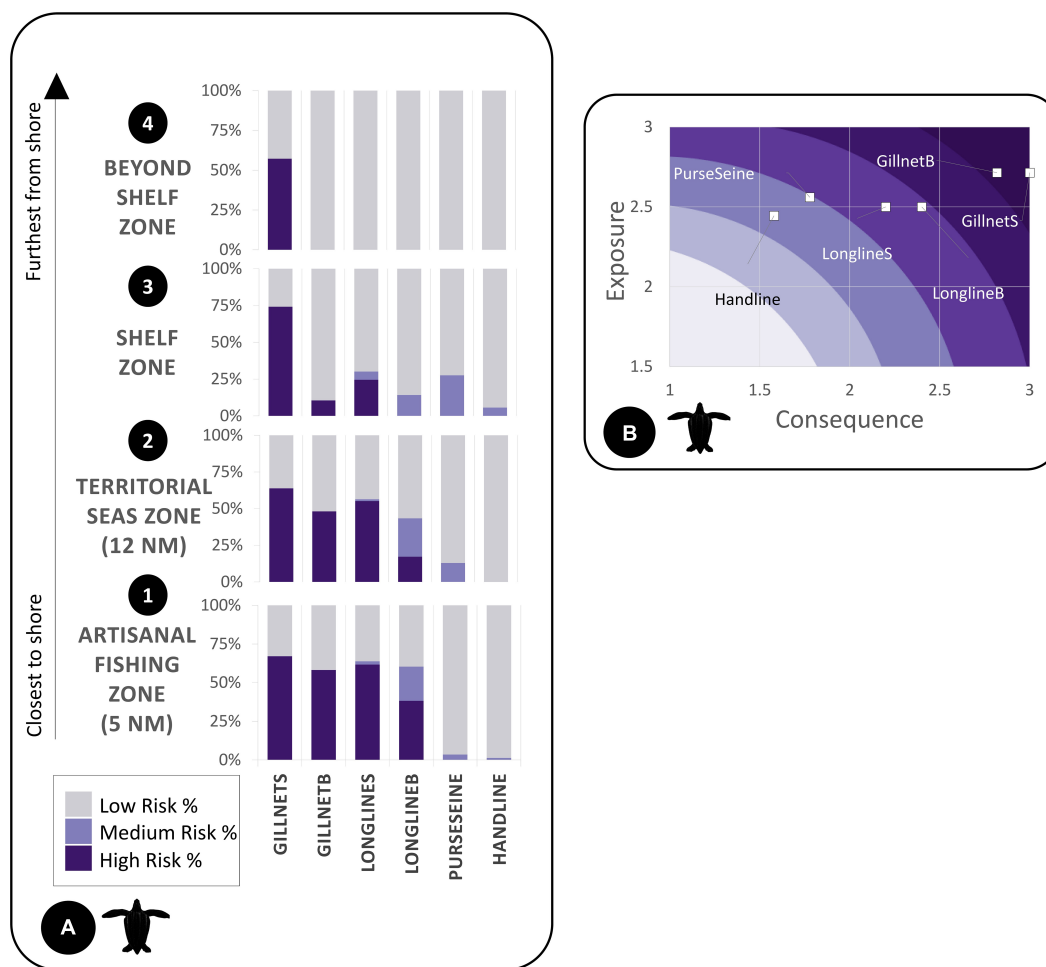 Furthest from shore
Closest to shore
4
BEYOND
SHELF
ZONE
100%
75%
50%
25%
0%
3
SHELF
ZONE
100%
75%
50%
25%
0%
2
TERRITORIAL
SEAS ZONE
(12 NM)
100%
75%
50%
25%
0%
1
ARTISANAL
FISHING
ZONE
(5 NM)
100%
75%
50%
25%
0%
GILLNETS
GILLNETB
LONGLINES
LONGLINEB
PURSESEINE
HANDLINE
Low Risk %
Medium Risk %
High Risk %
A
Exposure
3
2.5
2
1.5
PurseSeine
GillnetB
GillnetS
LonglineS
LonglineB
Handline
1
1.5
2
2.5
3
Consequence
B